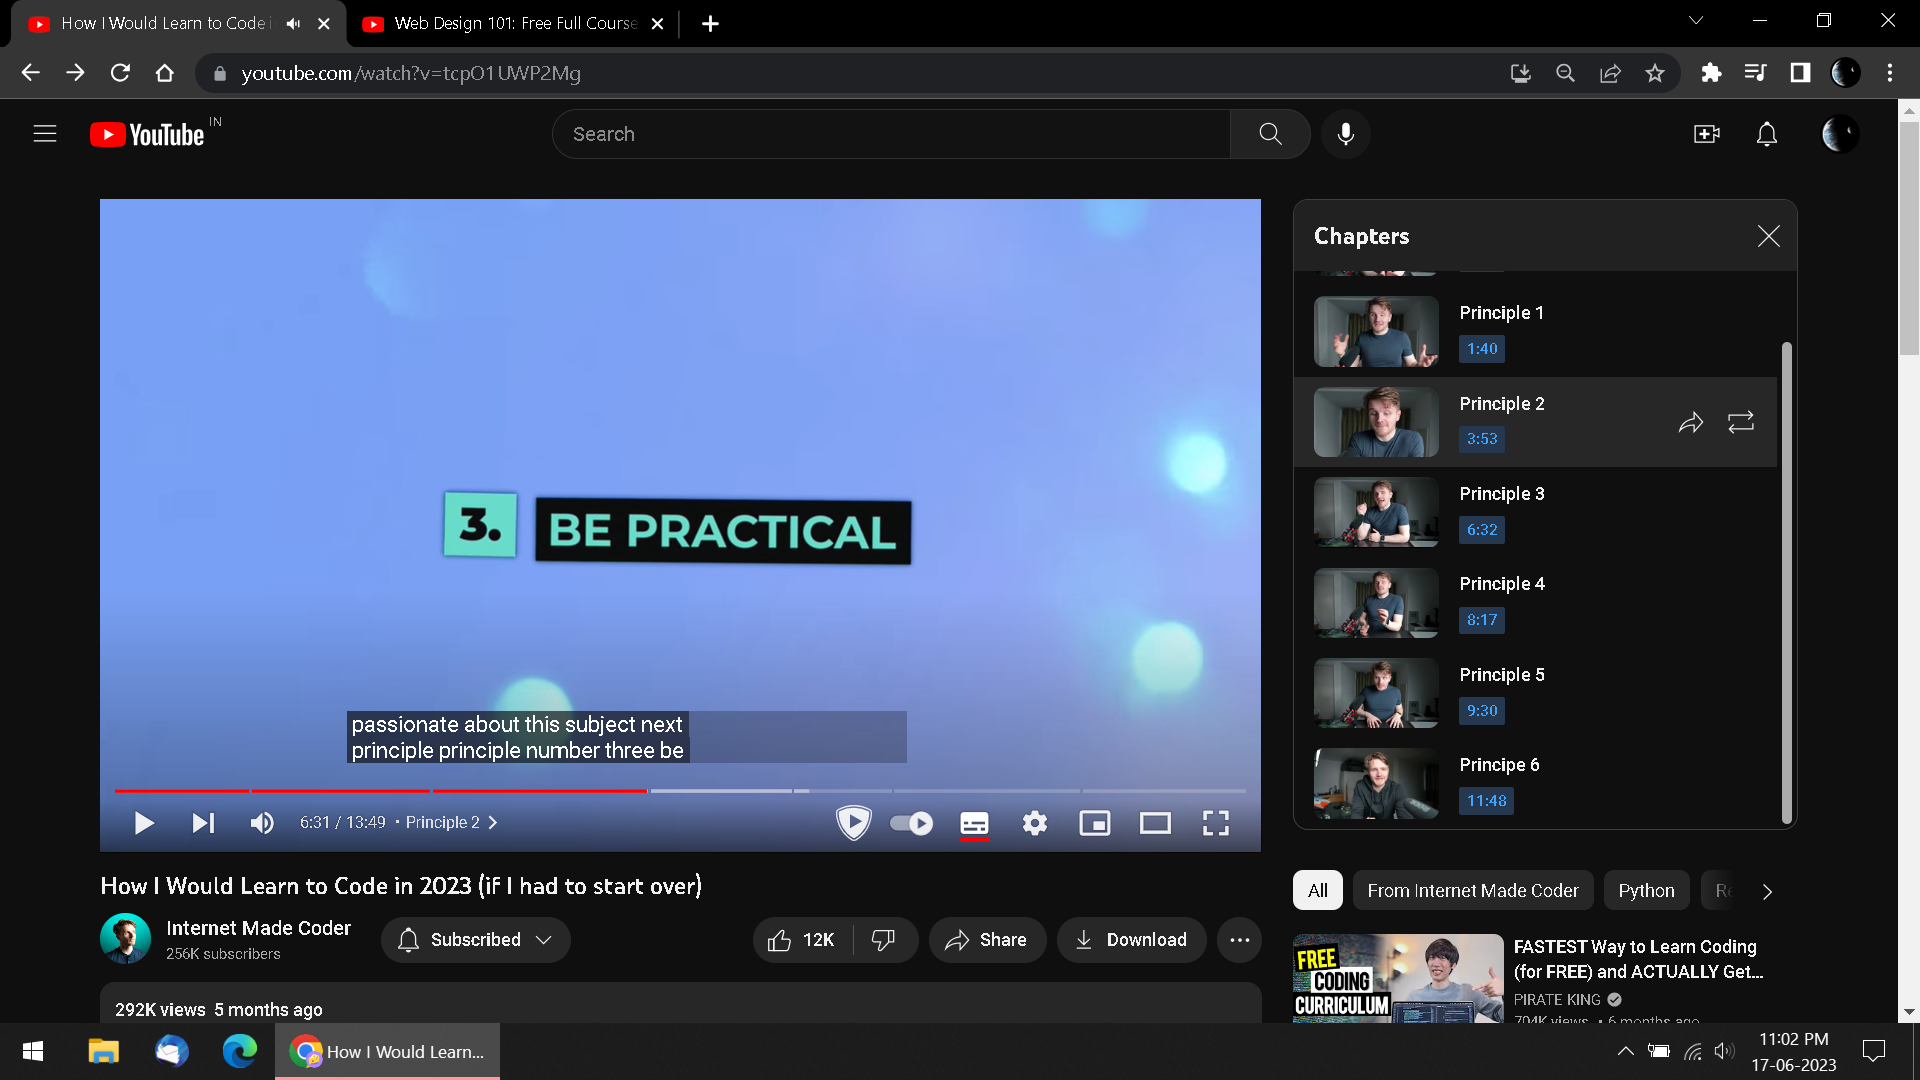 How I Would Learn to Code i
Web Design 101: Free Full Course
youtube.com/watch?v=tcpO1UWP2Mg
YouTube IN
Search
3. BE PRACTICAL
passionate about this subject next
principle principle number three be
6:31 / 13:49 • Principle 2
Chapters
Principle 1
1:40
Principle 2
3:53
Principle 3
6:32
Principle 4
8:17
Principle 5
9:30
Principe 6
11:48
How I Would Learn to Code in 2023 (if I had to start over)
Internet Made Coder
256K subscribers
Subscribed
12K
Share
Download
292K views 5 months ago
All
From Internet Made Coder
Python
Re
FREE
CODING
CURRICULUM
FASTEST Way to Learn Coding
(for FREE) and ACTUALLY Get...
PIRATE KING
704K views • 6 months ago
How I Would Learn...
11:02 PM
17-06-2023